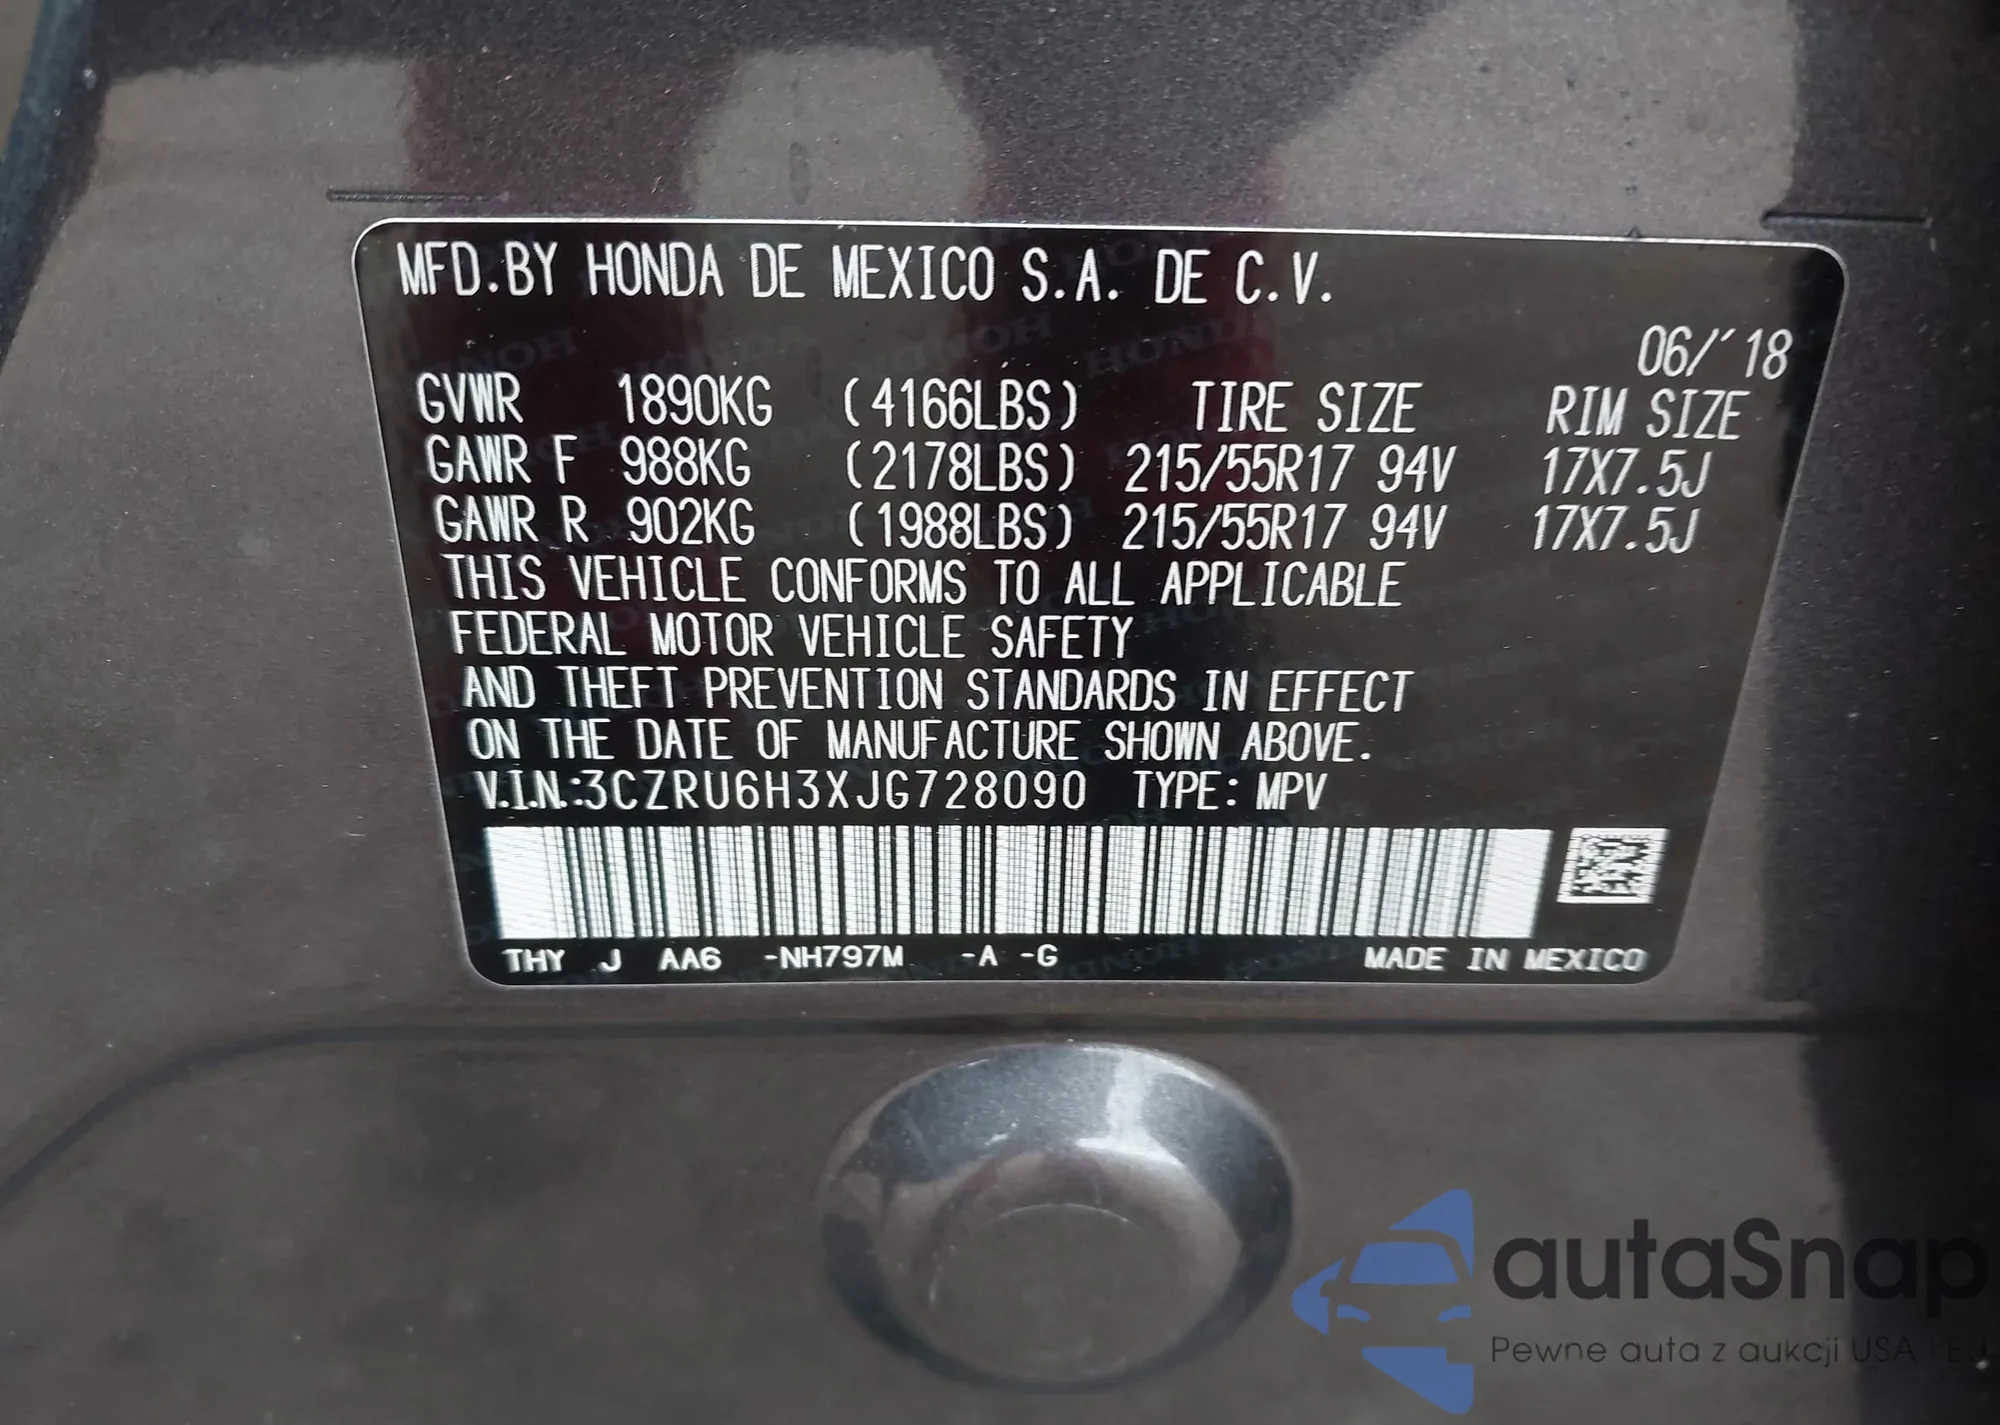 MFD.BY HONDA DE MEXICO S.A. DE C.V.
06/'18
GVWR 1890KG (4166LBS) TIRE SIZE RIM SIZE
GAWR F 988KG (2178LBS) 215/55R17 94V 17X7.5J
GAWR R 902KG (1988LBS) 215/55R17 94V 17X7.5J
THIS VEHICLE CONFORMS TO ALL APPLICABLE
FEDERAL MOTOR VEHICLE SAFETY
AND THEFT PREVENTION STANDARDS IN EFFECT
ON THE DATE OF MANUFACTURE SHOWN ABOVE.
V.I.N.:3CZRU6H3XJG728090 TYPE: MPV
THY J AA6 -NH797M -A -G MADE IN MEXICO
autaSnap
Pewne auta z aukcji USA i EU